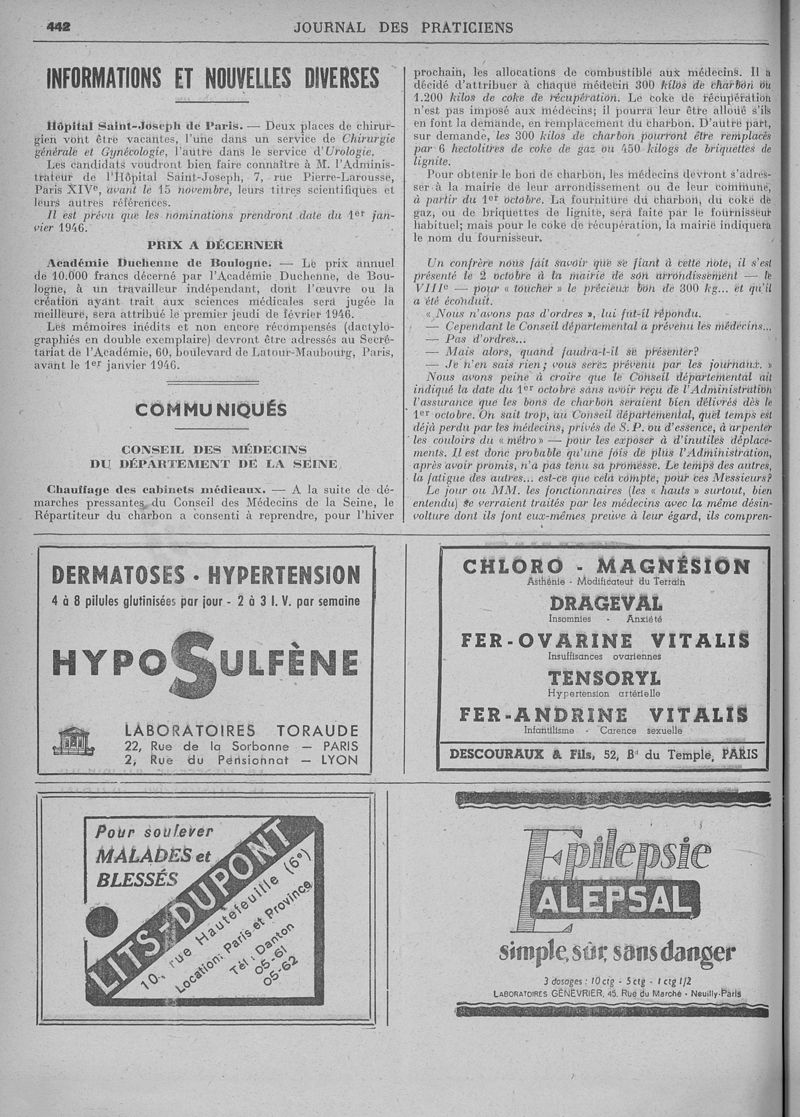 442
JOURNAL DES PRATICIENS
INFORMATIONS ET NOUVELLES DIVERSES
Hôpital Saint-Joseph de Paris. — Deux places de chirur-
gien vont être vacantes, l'une dans un service de Chirurgie
générale et Gynécologie, l'autre dans le service d'Urologie.
Les candidats voudront bien faire connaître à M. l'Adminis-
trateur de l'Hôpital Saint-Joseph, 7, rue Pierre-Larousse,
Paris XIVe, avant le 15 novembre, leurs titres scientifiques et
leurs autres références.
Il est prévu que les nominations prendront date du 1er jan-
vier 1946.
PRIX A DÉCERNER
Académie Duchenne de Boulogne. — Le prix annuel
de 10.000 francs décerné par l'Académie Duchenne, de Bou-
logne, à un travailleur indépendant, dont l'œuvre ou la
création ayant trait aux sciences médicales sera jugée la
meilleure, sera attribué le premier jeudi de février 1946.
Les mémoires inédits et non encore récompensés (dactylo-
graphiés en double exemplaire) devront être adressés au Secré-
tariat de l'Académie, 60, boulevard de Latour-Maubourg, Paris,
avant le 1er janvier 1946.
COMMUNIQUÉS
CONSEIL DES MÉDECINS
DU DÉPARTEMENT DE LA SEINE
Chauffage des cabinets médicaux. — A la suite de dé-
marches pressantes du Conseil des Médecins de la Seine, le
Répartiteur du charbon a consenti à reprendre, pour l'hiver
prochain, les allocations de combustible aux médecins. Il a
décidé d'attribuer à chaque médecin 300 kilos de charbon ou
1.200 kilos de coke de récupération. Le coke de récupération
n'est pas imposé aux médecins; il pourra leur être alloué s'ils
en font la demande, en remplacement du charbon. D'autre part,
sur demande, les 300 kilos de charbon pourront être remplacés
par 6 hectolitres de coke de gaz ou 450 kilogs de briquettes de
lignite.
Pour obtenir le bon de charbon, les médecins devront s'adres-
ser à la mairie de leur arrondissement ou de leur commune,
à partir du 1er octobre. La fourniture du charbon, du coke de
gaz, ou de briquettes de lignite, sera faite par le fournisseur
habituel; mais pour le coke de récupération, la mairie indiquera
le nom du fournisseur.
Un confrère nous fait savoir que se fiant à cette note, il s'est
présenté le 2 octobre à la mairie de son arrondissement — le
VIIIe — pour « toucher » le précieux bon de 300 kg... et qu'il
a été éconduit.
« Nous n'avons pas d'ordres », lui fût-il répondu.
— Cependant le Conseil départemental a prévenu les médecins...
— Pas d'ordres...
— Mais alors, quand faudra-t-il se présenter?
— Je n'en sais rien; vous serez prévenu par les journaux. »
Nous avons peine à croire que le Conseil départemental ait
indiqué la date du 1er octobre sans avoir reçu de l'Administration
l'assurance que les bons de charbon seraient bien délivrés dès le
1er octobre. On sait trop, au Conseil départemental, quel temps est
déjà perdu par les médecins, privés de S. P. ou d'essence, à arpenter
les couloirs du « métro » — pour les exposer à d'inutiles déplace-
ments. Il est donc probable qu'une fois de plus l'Administration,
après avoir promis, n'a pas tenu sa promesse. Le temps des autres,
la fatigue des autres... est-ce que cela compte, pour ces Messieurs?
Le jour ou MM. les fonctionnaires (les « hauts » surtout, bien
entendu) se verraient traités par les médecins avec la même désin-
volture dont ils font eux-mêmes preuve à leur égard, ils compren-
DERMATOSES · HYPERTENSION
4 à 8 pilules glutinisées par jour - 2 à 3 I. V. par semaine
HYPOSULFÈNE
LABORATOIRES TORAUDE
22, Rue de la Sorbonne — PARIS
2, Rue du Pensionnat — LYON
CHLORO - MAGNÉSION
Asthénie - Modificateur du Terrain
DRAGEVAL
Insomnies - Anxiété
FER-OVARINE VITALIS
Insuffisances ovariennes
TENSORYL
Hypertension artérielle
FER-ANDRINE VITALIS
Infantilisme - Carence sexuelle
DESCOURAUX & Fils, 52, Bd du Temple, PARIS
Pour soulever
MALADES et
BLESSÉS
LITS-DUPONT
10, rue Hautefeuille (6e)
Location: Paris et Province
Tél : Danton
05-61
05-62
Epilepsie
ALEPSAL
simple, sûr, sans danger
3 dosages : 10 ctg - 5 ctg - 1 ctg 1/2
LABORATOIRES GÉNEVRIER, 45, Rue du Marché - Neuilly-Paris